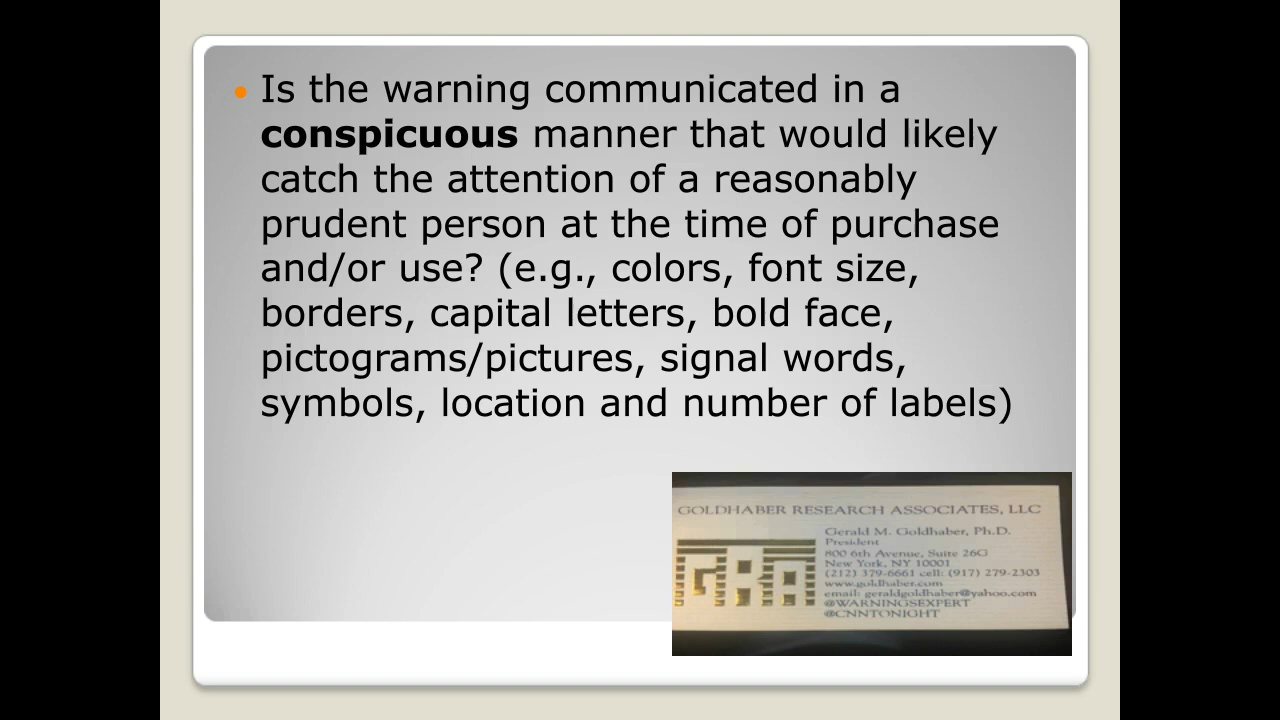 Is the warning communicated in a
conspicuous manner that would likely
catch the attention of a reasonably
prudent person at the time of purchase
and/or use? (e.g., colors, font size,
borders, capital letters, bold face,
pictograms/pictures, signal words,
symbols, location and number of labels)
GOLDHABER RESEARCH ASSOCIATES, LLC
GRA
Gerald M. Goldhaber, Ph.D.
President
800 6th Avenue, Suite 26G
New York, NY 10001
(212) 379-6661 cell: (917) 279-2303
www.goldhaber.com
email: geraldgoldhaber@yahoo.com
@WARNINGSEXPERT
@CNNTONIGHT